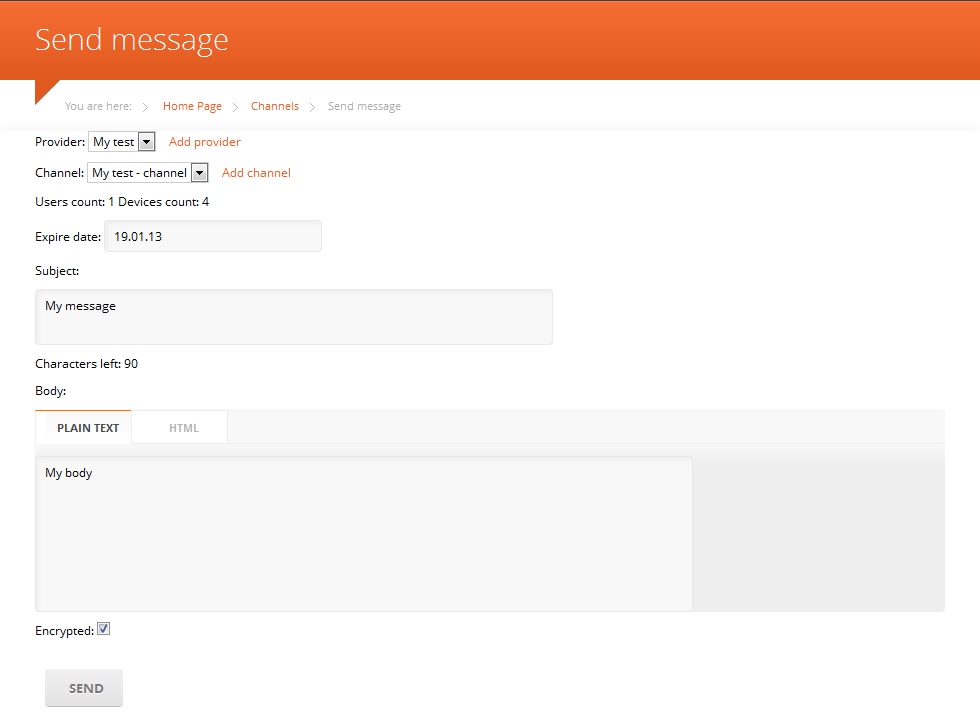 Send message
You are here: Home Page Channels Send message
Provider: My test Add provider
Channel: My test - channel Add channel
Users count: 1 Devices count: 4
Expire date: 19.01.13
Subject:
My message
Characters left: 90
Body:
PLAIN TEXT HTML
My body
Encrypted:
SEND